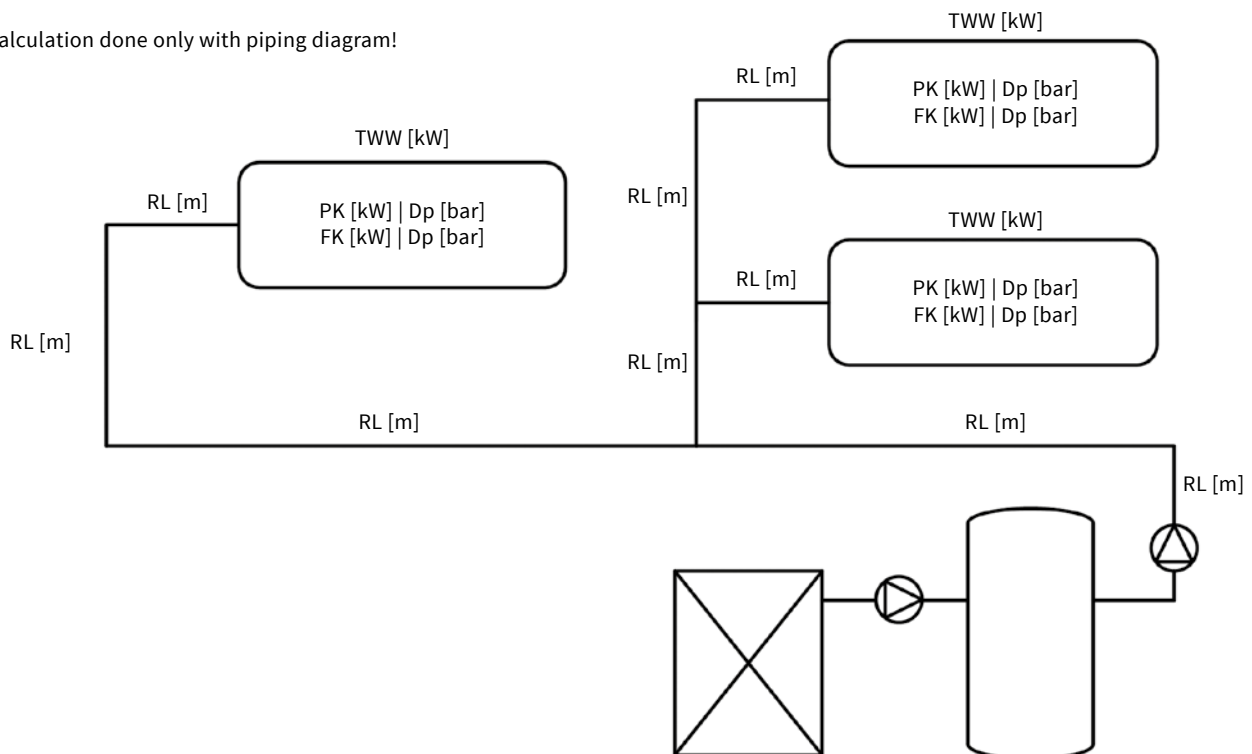 alculation done only with piping diagram!
TWW [kW]
RL [m]
PK [kW] | Dp [bar]
FK [kW] | Dp [bar]
TWW [kW]
RL [m]
PK [kW] | Dp [bar]
FK [kW] | Dp [bar]
RL [m]
TWW [kW]
RL [m]
PK [kW] | Dp [bar]
FK [kW] | Dp [bar]
RL [m]
RL [m]
RL [m]
RL [m]
RL [m]